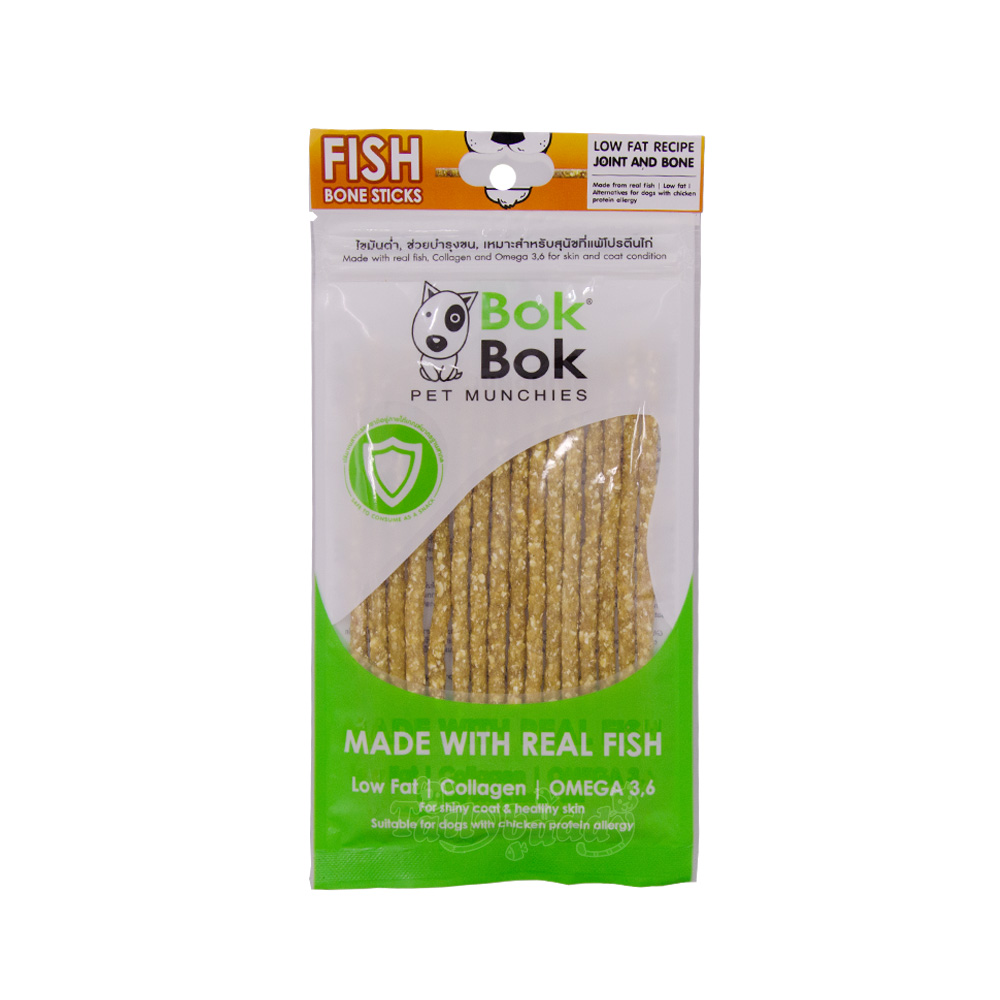 FISH
BONE STICKS
LOW FAT RECIPE
JOINT AND BONE
Made from real fish | Low fat |
Alternatives for dogs with chicken
protein allergy
ไขมันต่ำ, ช่วยบำรุงขน, เหมาะสำหรับสุนัขที่แพ้โปรตีนไก่
Made with real fish, Collagen and Omega 3,6 for skin and coat condition
Bok®
Bok
PET MUNCHIES
SAFE TO CONSUME AS A SNACK
MADE WITH REAL FISH
Low Fat | Collagen | OMEGA 3,6
For shiny coat & healthy skin
Suitable for dogs with chicken protein allergy